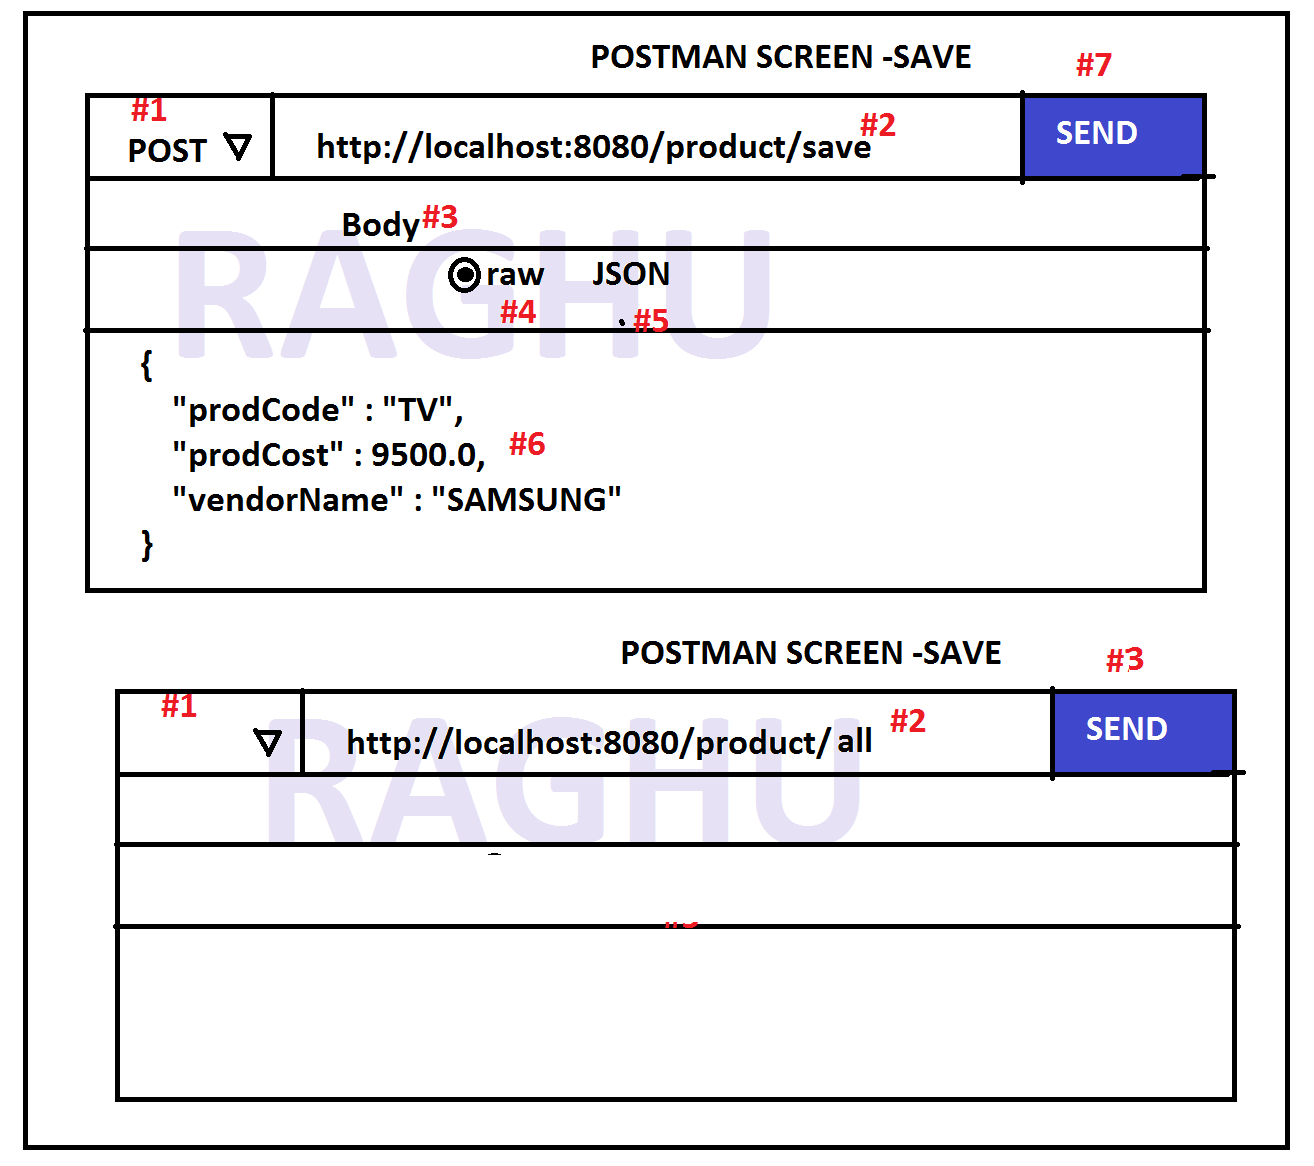 POSTMAN SCREEN -SAVE
#7
#1
POST
http://localhost:8080/product/save
#2
SEND
Body
#3
RAGHU
raw JSON
#4
#5
{
"prodCode" : "TV",
"prodCost" : 9500.0,
#6
"vendorName" : "SAMSUNG"
}
POSTMAN SCREEN -SAVE
#3
#1
http://localhost:8080/product/ all
#2
SEND
RAGHU